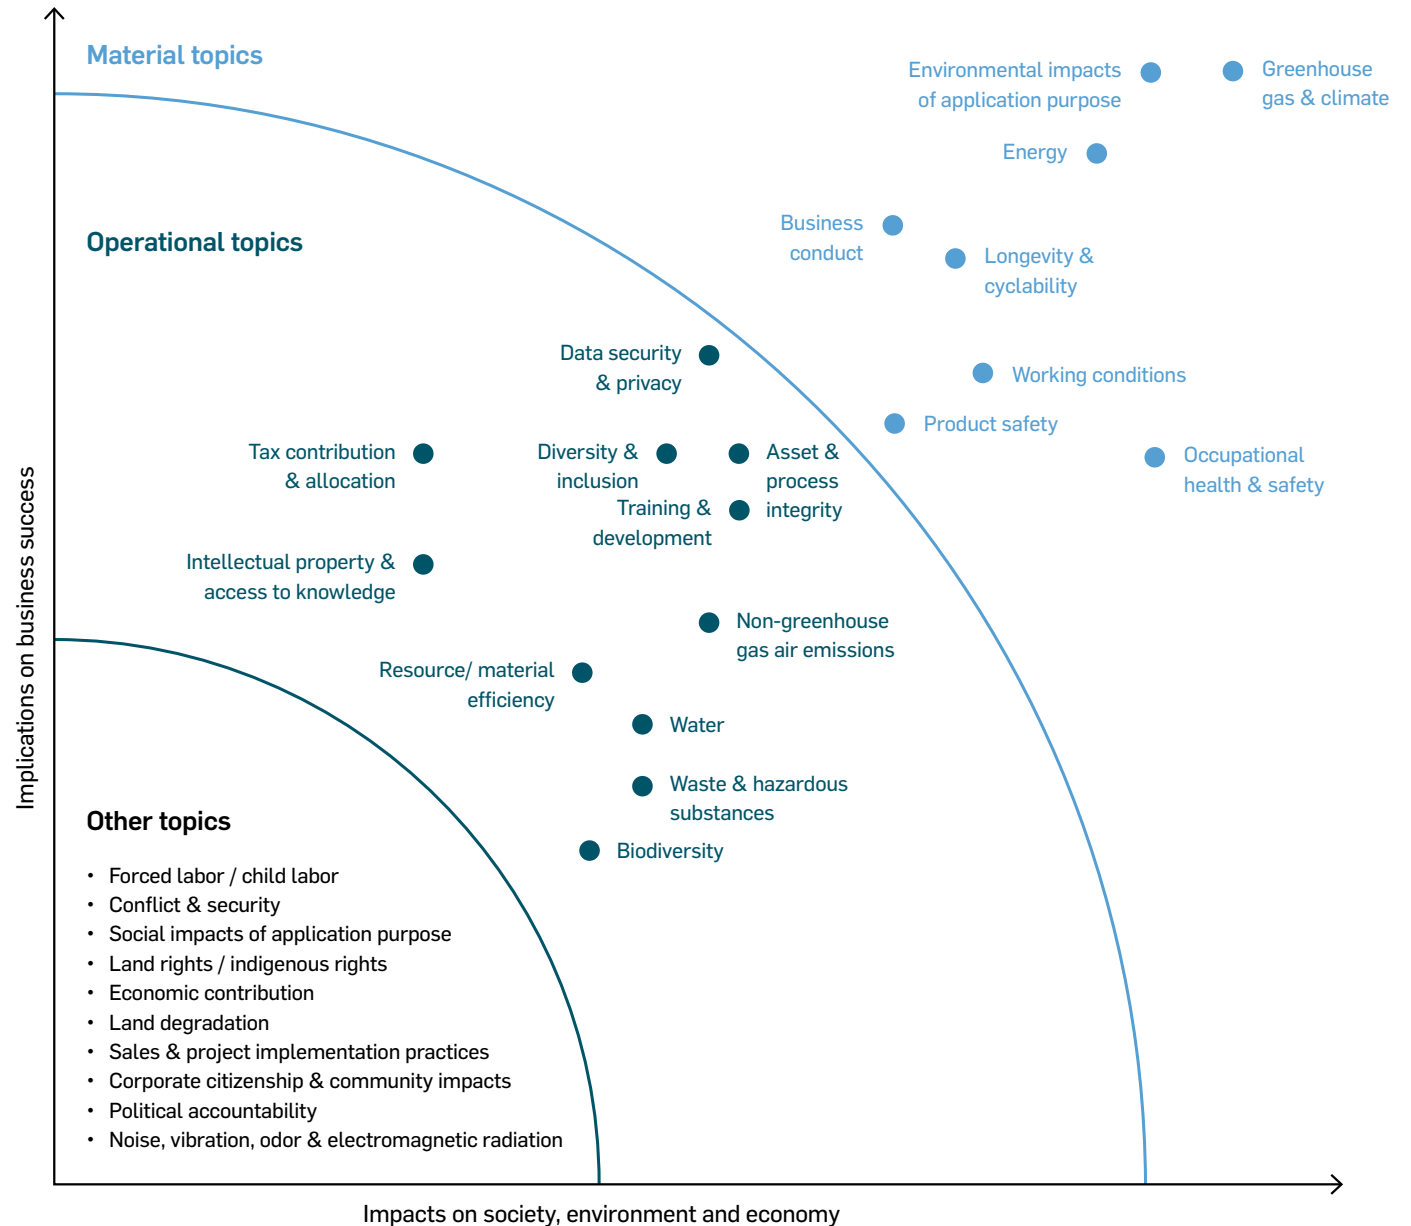 Material topics
Environmental impacts
of application purpose
Greenhouse
gas & climate
Energy
Business
conduct
Longevity &
cyclability
Operational topics
Data security
& privacy
Working conditions
Product safety
Occupational
health & safety
Tax contribution
& allocation
Diversity &
inclusion
Asset &
process
integrity
Training &
development
Intellectual property &
access to knowledge
Non-greenhouse
gas air emissions
Resource/ material
efficiency
Water
Waste & hazardous
substances
Biodiversity
Other topics
• Forced labor / child labor
• Conflict & security
• Social impacts of application purpose
• Land rights / indigenous rights
• Economic contribution
• Land degradation
• Sales & project implementation practices
• Corporate citizenship & community impacts
• Political accountability
• Noise, vibration, odor & electromagnetic radiation
Implications on business success
Impacts on society, environment and economy